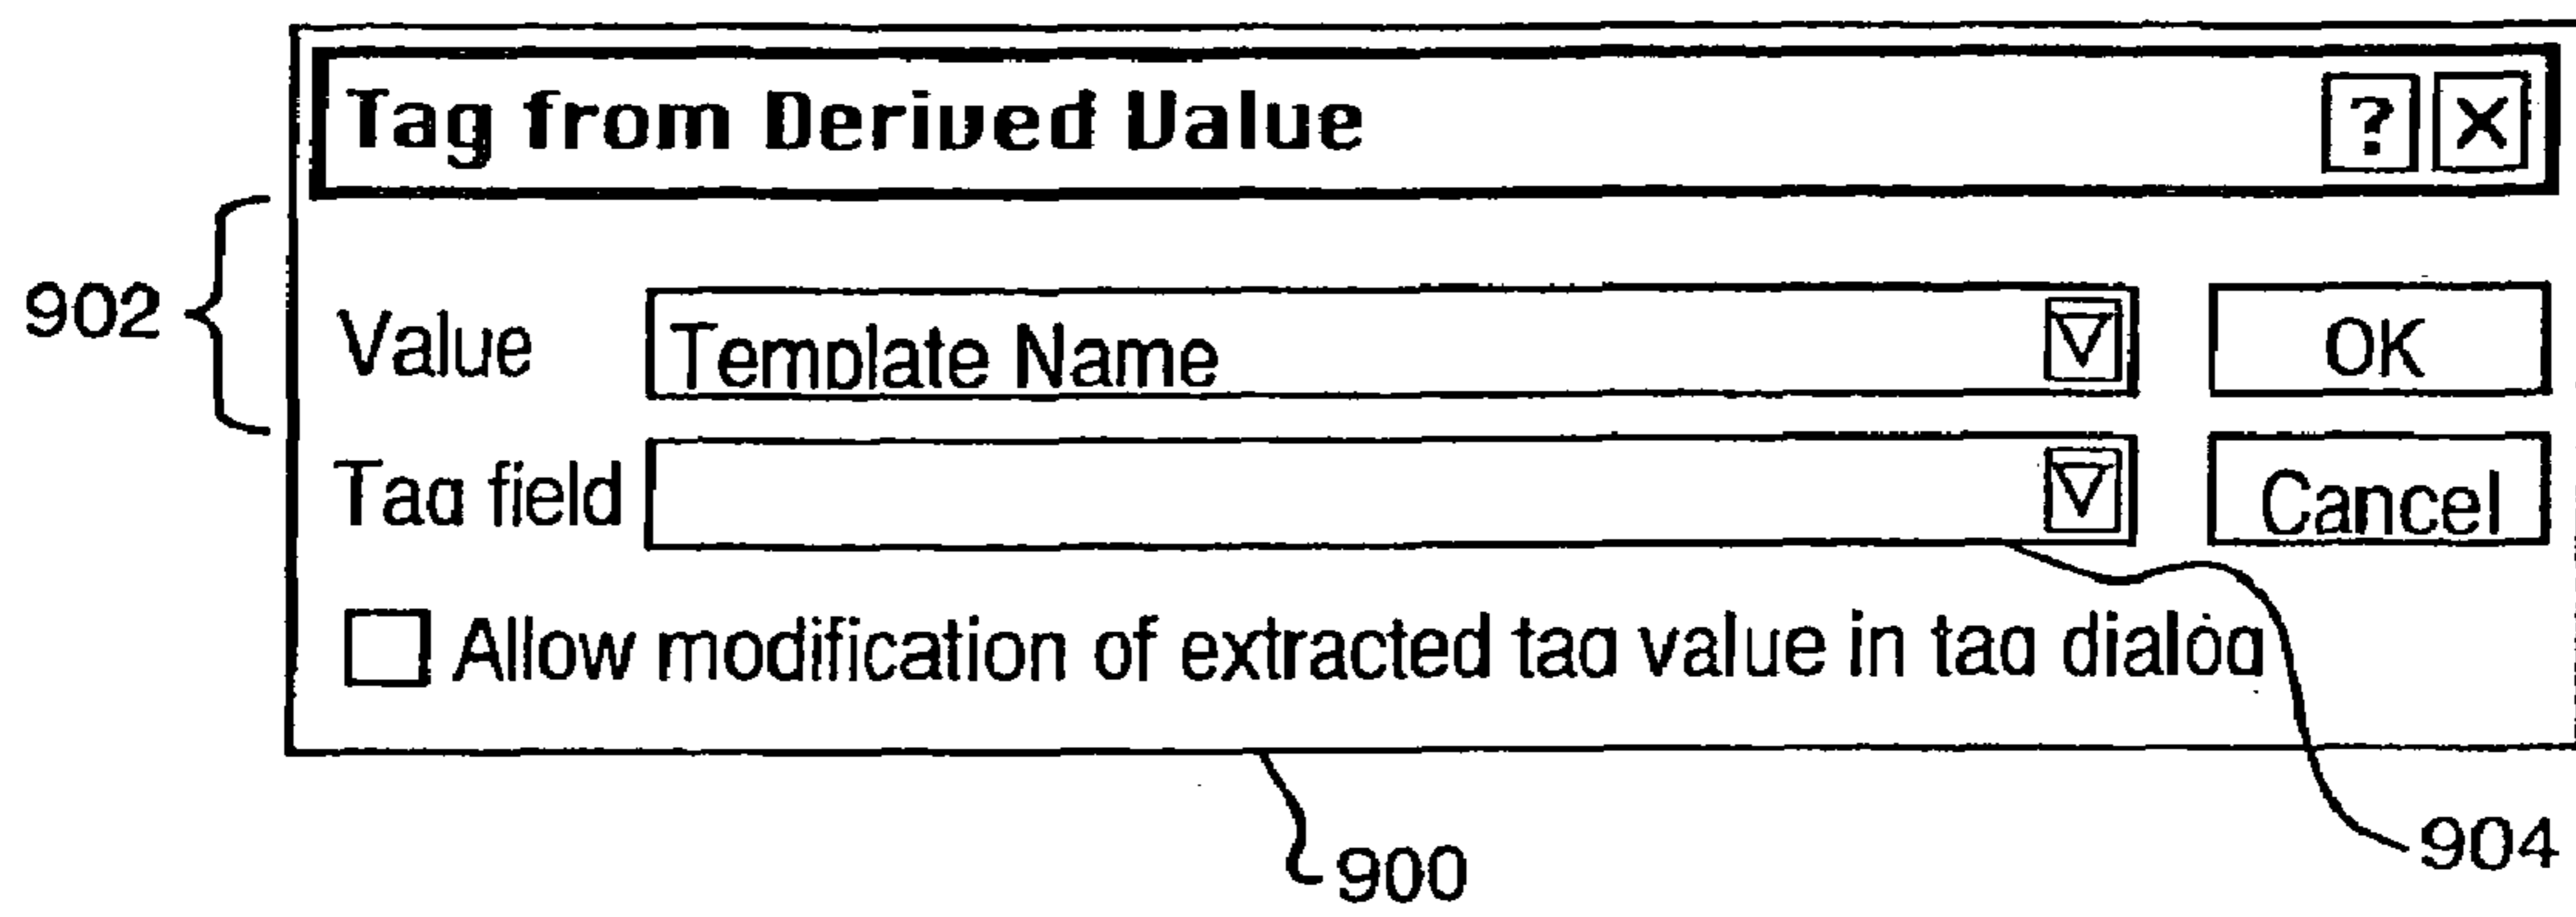 Tag from Derived Value ? X
902
Value Template Name OK
Tag field Cancel
Allow modification of extracted tag value in tag dialog
900
904